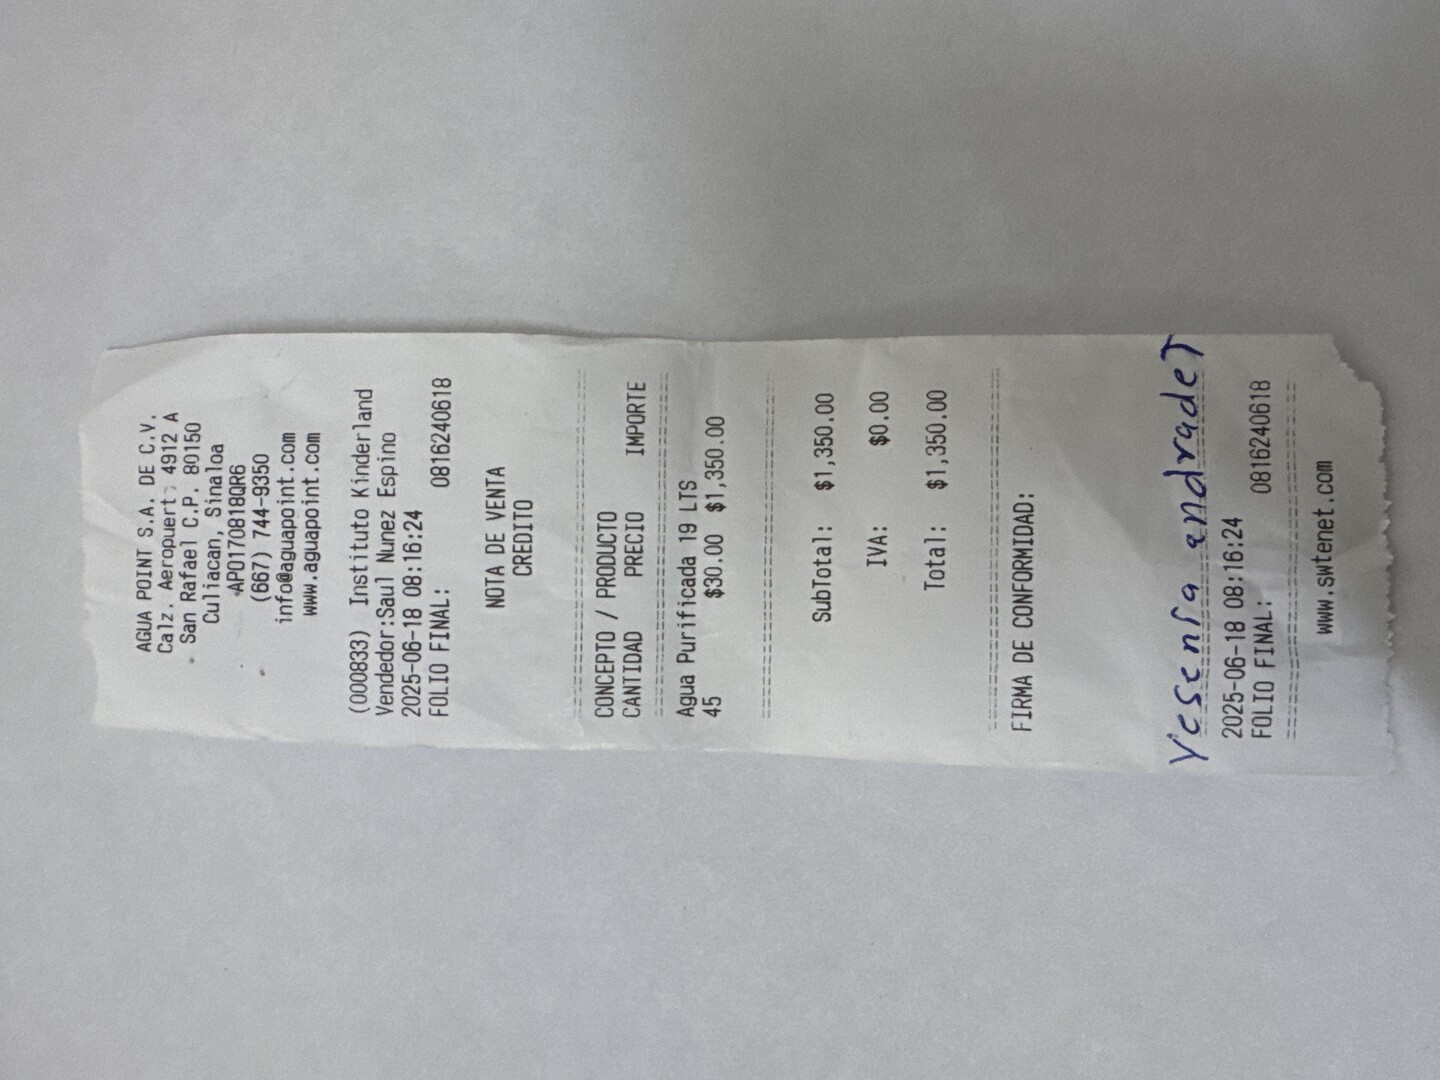 AGUA POINT S.A. DE C.V.
Calz. Aeropuerto 4912 A
San Rafael C.P. 80150
Culiacan, Sinaloa
APO170818QR6
(667) 744-9350
info@aguapoint.com
www.aguapoint.com
(000833) Instituto Kinderland
Vendedor:Saul Nunez Espino
2025-06-18 08:16:24
FOLIO FINAL: 0816240618
NOTA DE VENTA
CREDITO
CONCEPTO / PRODUCTO
CANTIDAD PRECIO IMPORTE
Agua Purificada 19 LTS
45 $30.00 $1,350.00
SubTotal: $1,350.00
IVA: $0.00
Total: $1,350.00
FIRMA DE CONFORMIDAD:
Yesenia andradeT
2025-06-18 08:16:24
FOLIO FINAL: 0816240618
www.swtenet.com